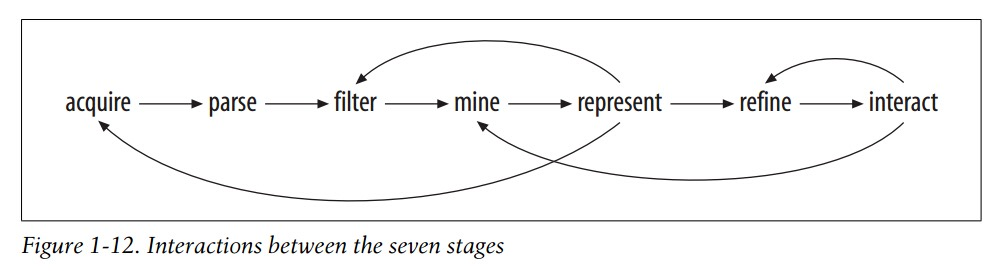 acquire parse filter mine represent refine interact
Figure 1-12. Interactions between the seven stages